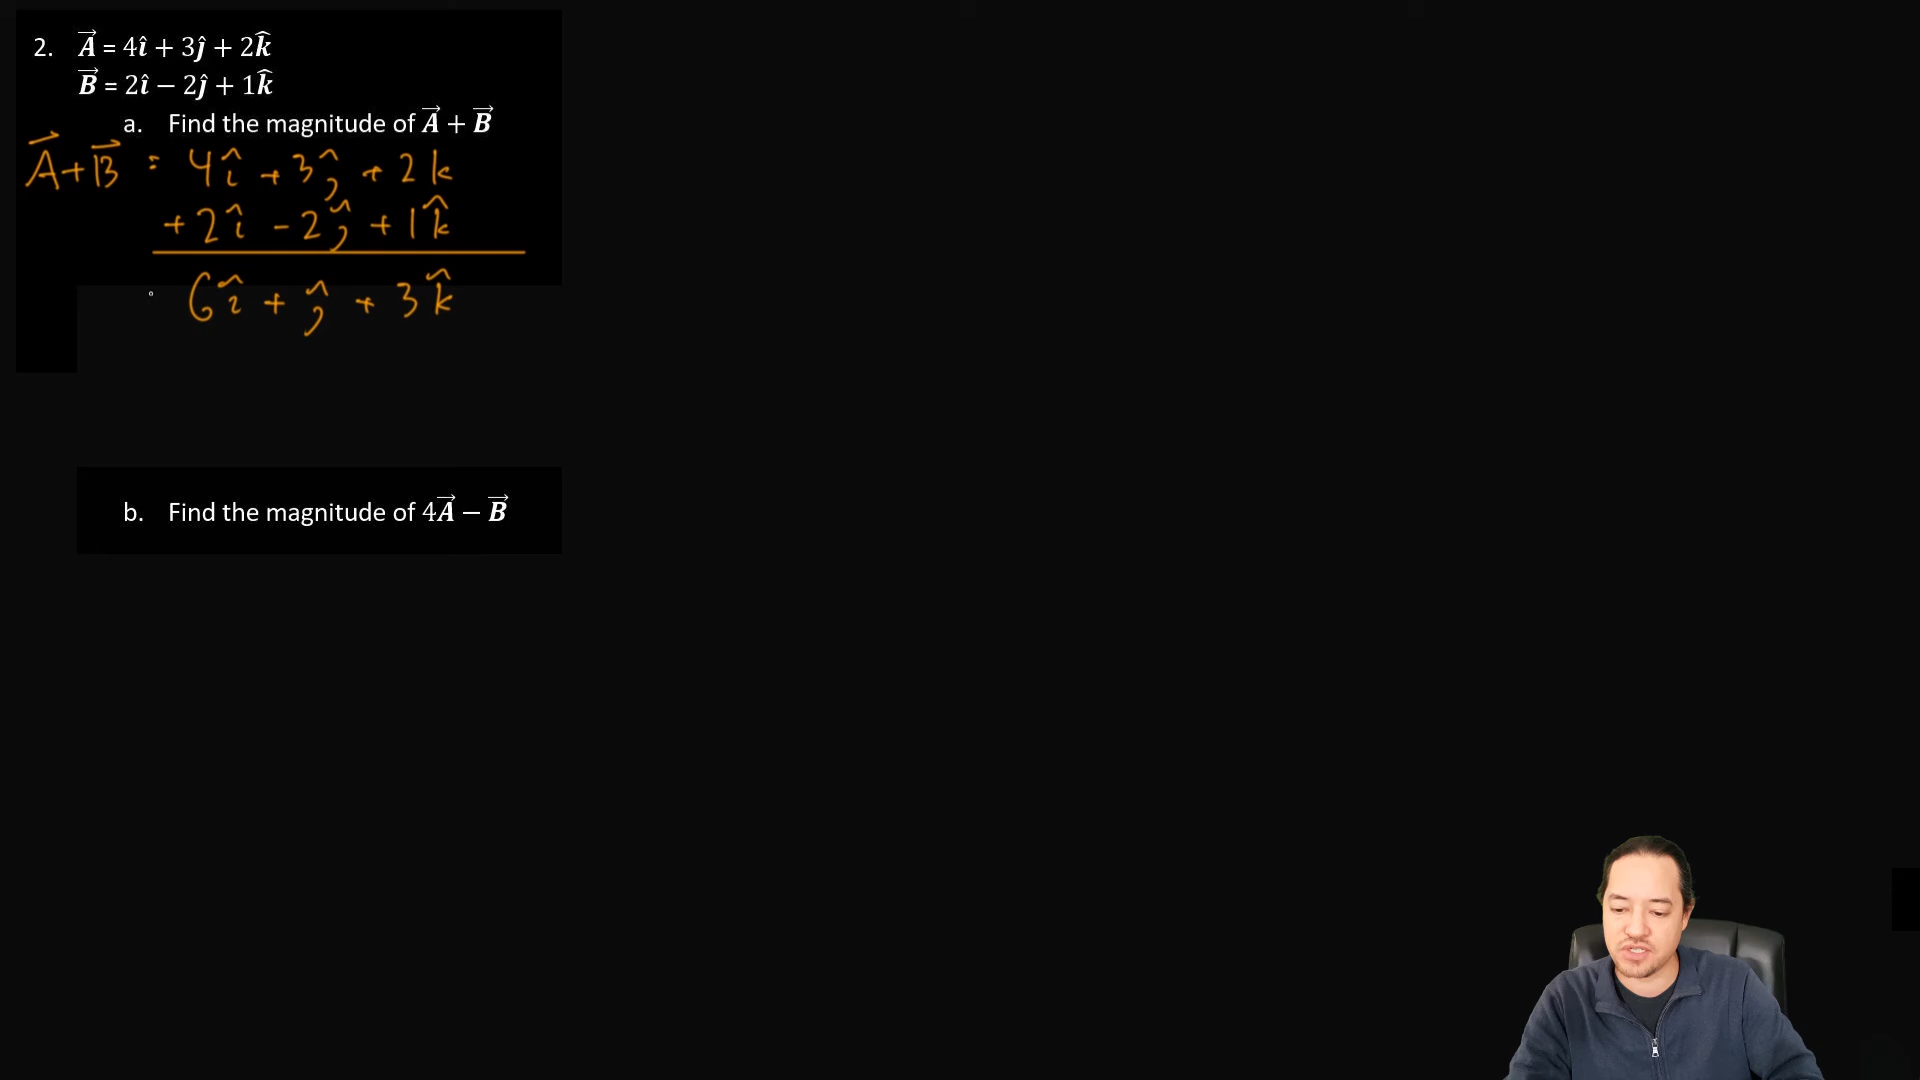 2. A⃗ = 4î + 3ĵ + 2k̂
B⃗ = 2î − 2ĵ + 1k̂
a. Find the magnitude of A⃗ + B⃗
A⃗+B⃗ = 4î + 3ĵ + 2k
+ 2î - 2ĵ + 1k̂
6î + ĵ + 3k̂
b. Find the magnitude of 4A⃗ − B⃗